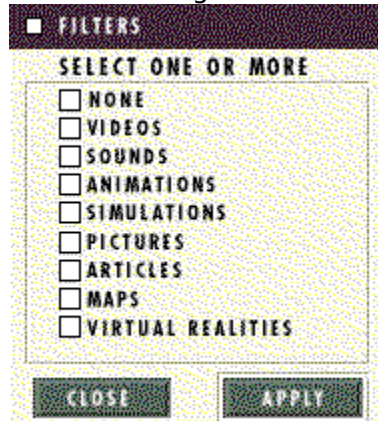 FILTERS
SELECT ONE OR MORE
NONE
VIDEOS
SOUNDS
ANIMATIONS
SIMULATIONS
PICTURES
ARTICLES
MAPS
VIRTUAL REALITIES
CLOSE APPLY